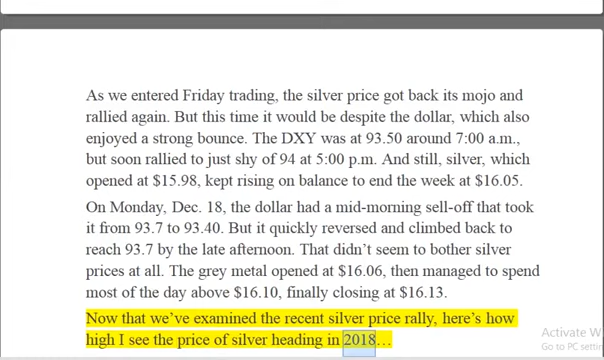 As we entered Friday trading, the silver price got back its mojo and
rallied again. But this time it would be despite the dollar, which also
enjoyed a strong bounce. The DXY was at 93.50 around 7:00 a.m.,
but soon rallied to just shy of 94 at 5:00 p.m. And still, silver, which
opened at $15.98, kept rising on balance to end the week at $16.05.
On Monday, Dec. 18, the dollar had a mid-morning sell-off that took
it from 93.7 to 93.40. But it quickly reversed and climbed back to
reach 93.7 by the late afternoon. That didn't seem to bother silver
prices at all. The grey metal opened at $16.06, then managed to spend
most of the day above $16.10, finally closing at $16.13.
Now that we've examined the recent silver price rally, here's how
high I see the price of silver heading in 2018…
Activate W
Go to PC settin